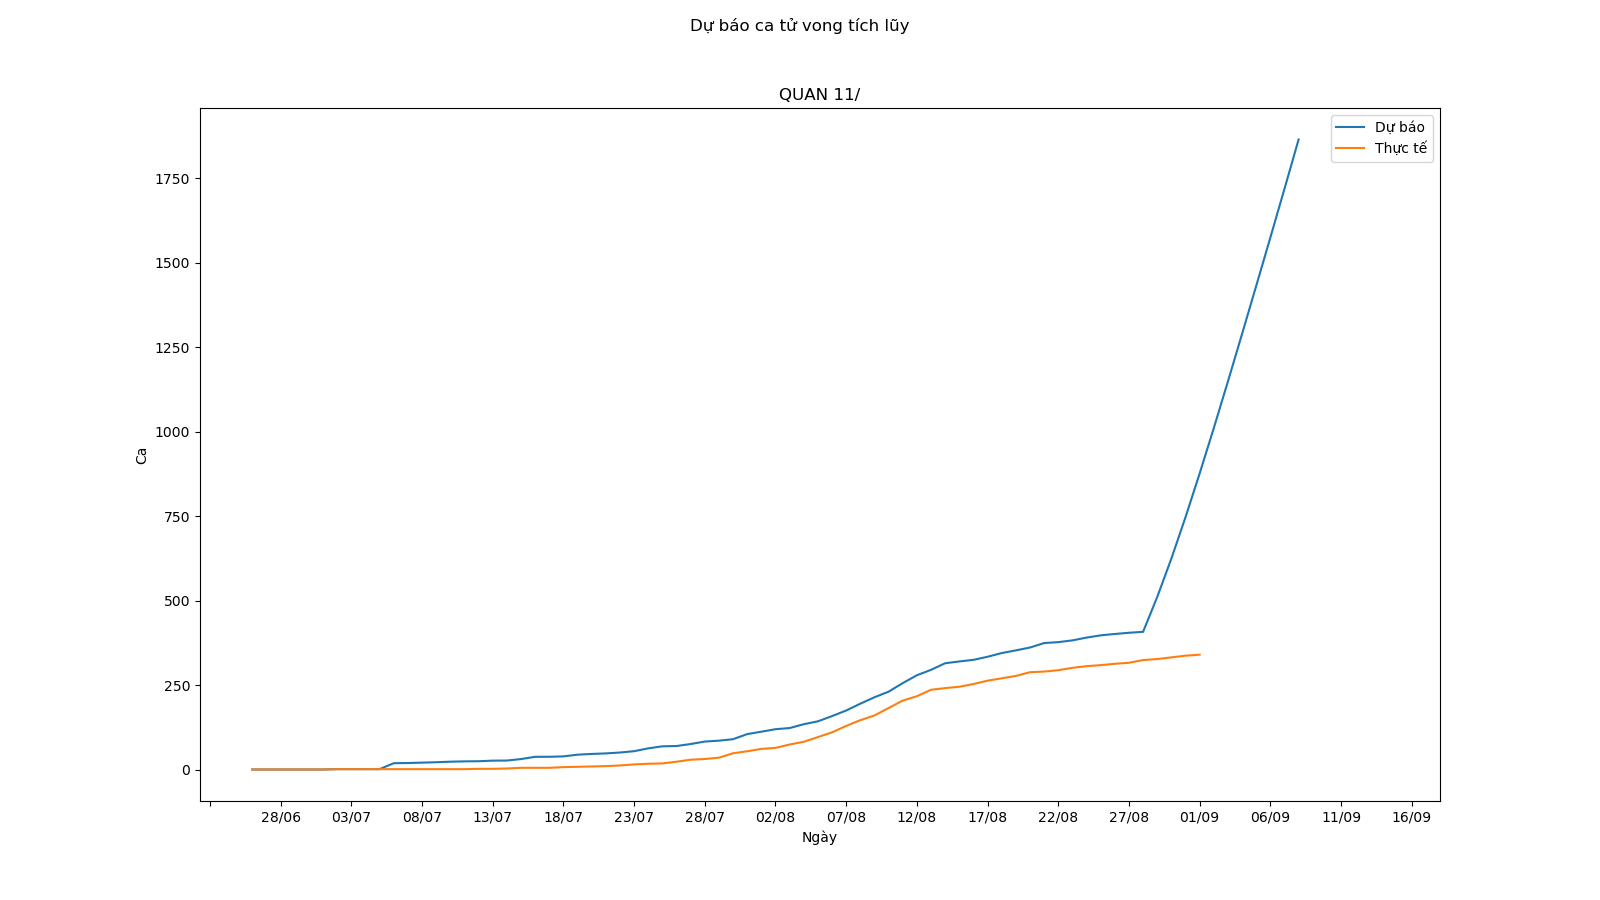 Dự báo ca tử vong tích lũy
QUAN 11/
Dự báo
Thực tế
1750
1500
1250
1000
750
500
250
0
Ca
28/06 03/07 08/07 13/07 18/07 23/07 28/07 02/08 07/08 12/08 17/08 22/08 27/08 01/09 06/09 11/09 16/09
Ngày